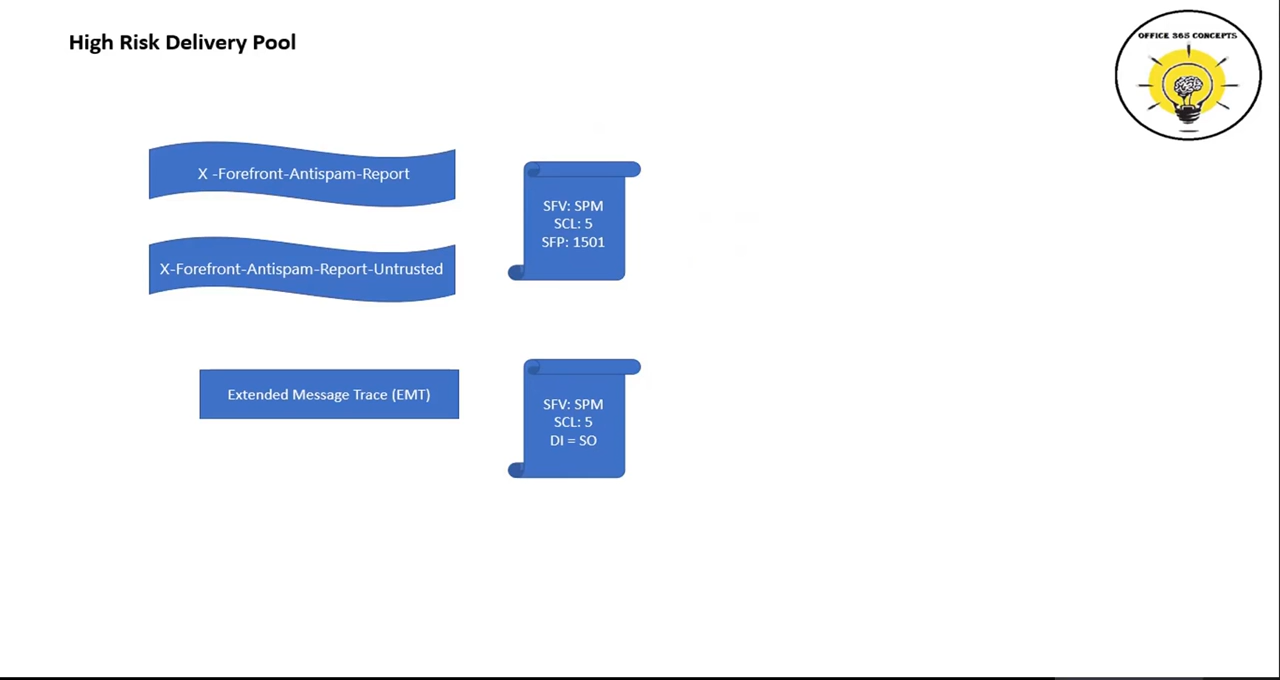 High Risk Delivery Pool
OFFICE 365 CONCEPTS
X -Forefront-Antispam-Report
SFV: SPM
SCL: 5
SFP: 1501
X-Forefront-Antispam-Report-Untrusted
Extended Message Trace (EMT)
SFV: SPM
SCL: 5
DI = SO